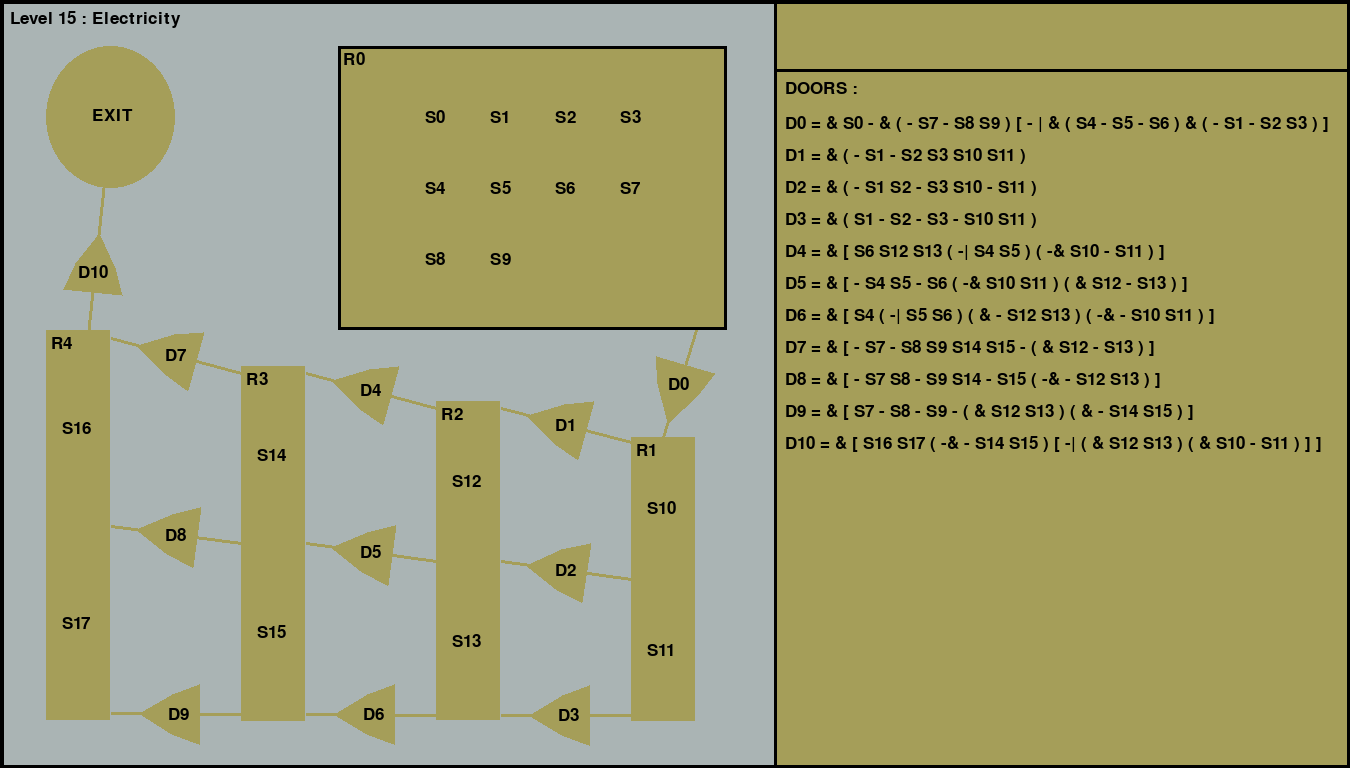 Level 15 : Electricity
EXIT
R0
S0 S1 S2 S3
S4 S5 S6 S7
S8 S9
D10
R4
D7
R3
D4
R2
D1
D0
R1
S16
S14
S12
S10
D8
D5
D2
S17
S15
S13
S11
D9
D6
D3
DOORS :
D0 = & S0 - & ( - S7 - S8 S9 ) [ - | & ( S4 - S5 - S6 ) & ( - S1 - S2 S3 ) ]
D1 = & ( - S1 - S2 S3 S10 S11 )
D2 = & ( - S1 S2 - S3 S10 - S11 )
D3 = & ( S1 - S2 - S3 - S10 S11 )
D4 = & [ S6 S12 S13 ( -| S4 S5 ) ( -& S10 - S11 ) ]
D5 = & [ - S4 S5 - S6 ( -& S10 S11 ) ( & S12 - S13 ) ]
D6 = & [ S4 ( -| S5 S6 ) ( & - S12 S13 ) ( -& - S10 S11 ) ]
D7 = & [ - S7 - S8 S9 S14 S15 - ( & S12 - S13 ) ]
D8 = & [ - S7 S8 - S9 S14 - S15 ( -& - S12 S13 ) ]
D9 = & [ S7 - S8 - S9 - ( & S12 S13 ) ( & - S14 S15 ) ]
D10 = & [ S16 S17 ( -& - S14 S15 ) [ -| ( & S12 S13 ) ( & S10 - S11 ) ] ]